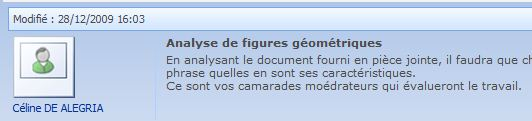 Modifié : 28/12/2009 16:03
Analyse de figures géométriques
En analysant le document fourni en pièce jointe, il faudra que
phrase quelles en sont ses caractéristiques.
Ce sont vos camarades moédrateurs qui évalueront le travail.
Céline DE ALEGRIA